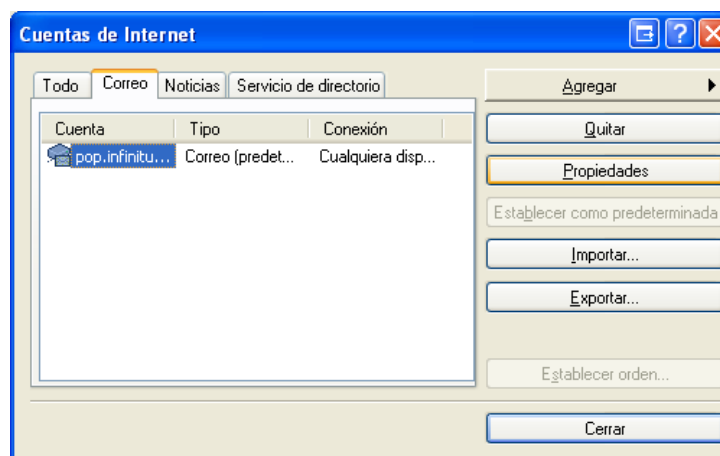 Cuentas de Internet
Todo Correo Noticias Servicio de directorio
Cuenta Tipo Conexión
pop.infinitu... Correo (predet... Cualquiera disp...
Agregar
Quitar
Propiedades
Establecer como predeterminada
Importar...
Exportar...
Establecer orden...
Cerrar